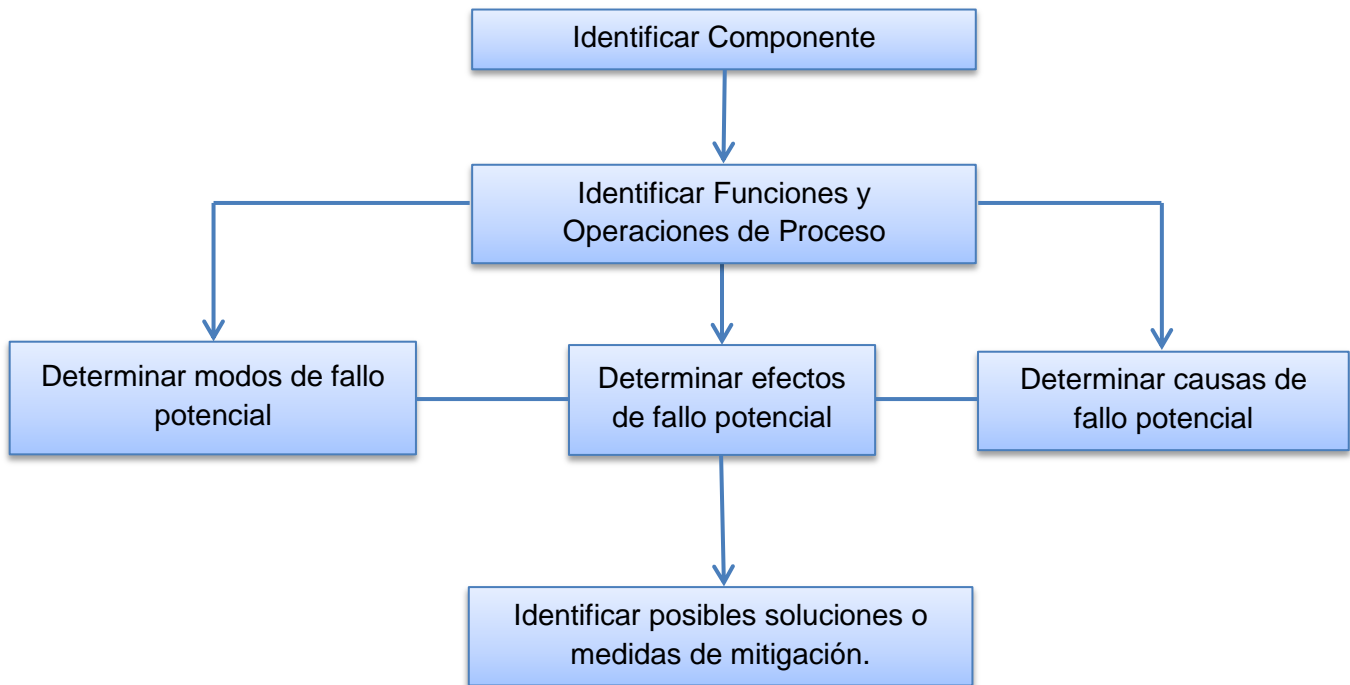 Identificar Componente
Identificar Funciones y
Operaciones de Proceso
Determinar modos de fallo
potencial
Determinar efectos
de fallo potencial
Determinar causas de
fallo potencial
Identificar posibles soluciones o
medidas de mitigación.